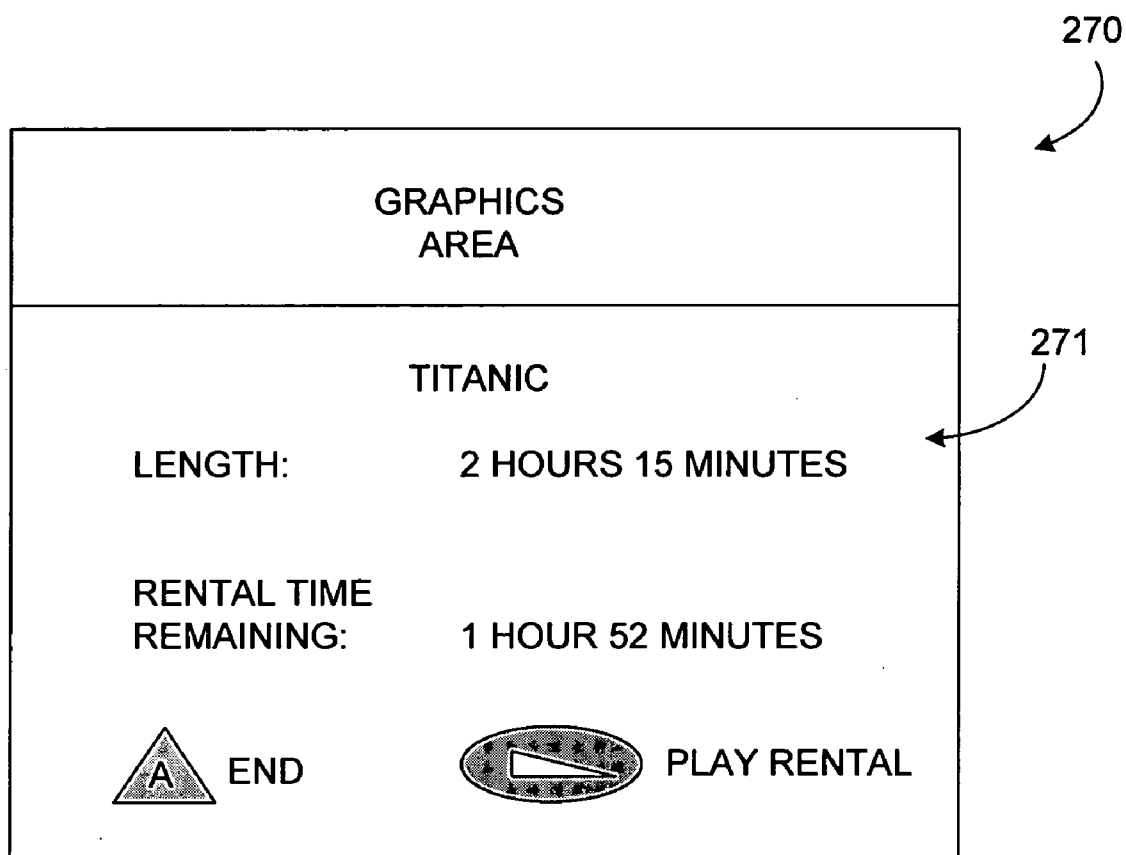 270
GRAPHICS
AREA
271
TITANIC
LENGTH: 2 HOURS 15 MINUTES
RENTAL TIME
REMAINING: 1 HOUR 52 MINUTES
A END PLAY RENTAL